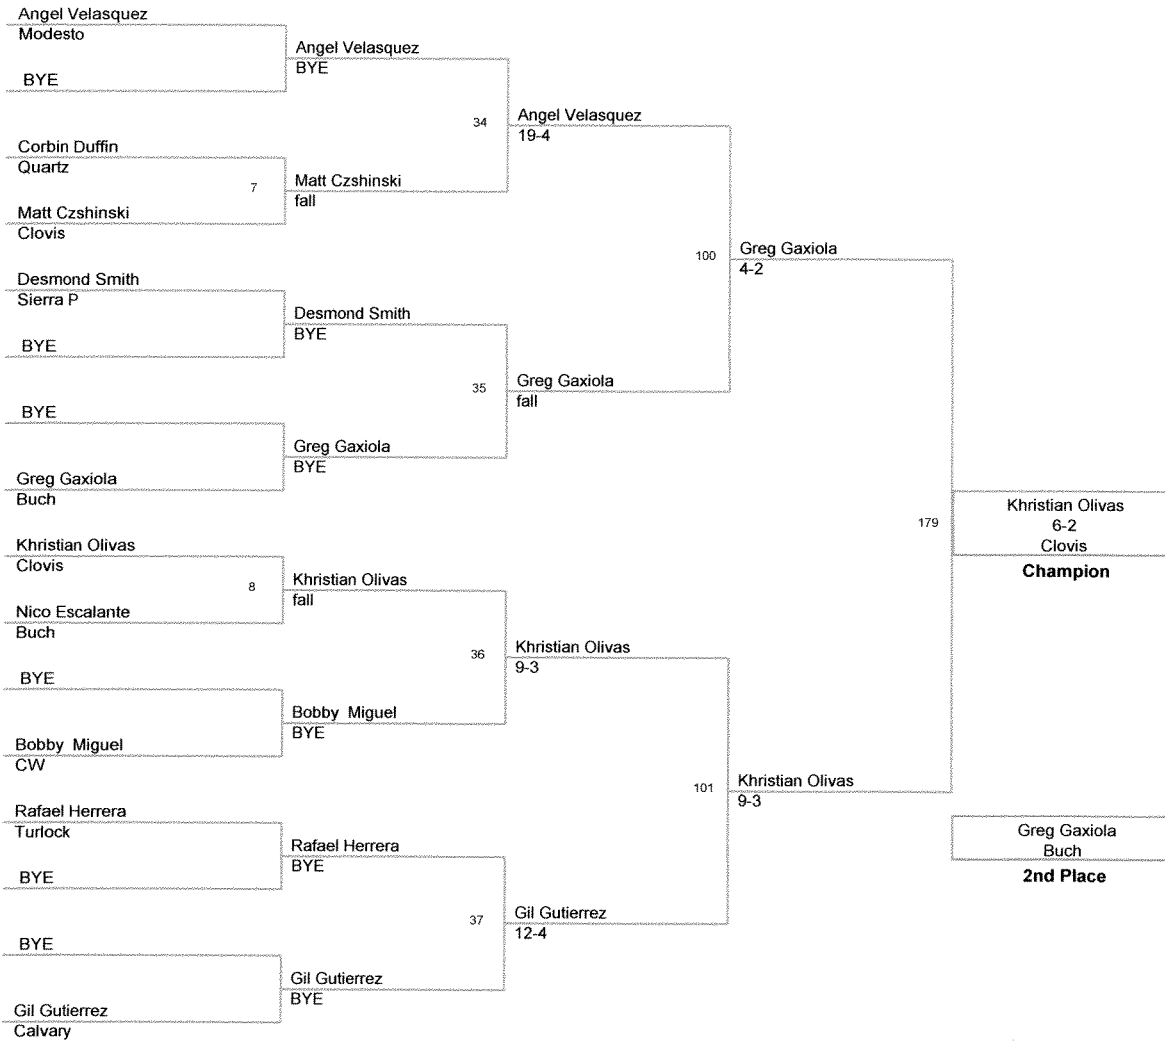 Angel Velasquez
Modesto
BYE
Corbin Duffin
Quartz
7
Matt Czshinski
Clovis
Desmond Smith
Sierra P
BYE
BYE
Greg Gaxiola
Buch
Khristian Olivas
Clovis
8
Nico Escalante
Buch
BYE
Bobby Miguel
CW
Rafael Herrera
Turlock
BYE
BYE
Gil Gutierrez
Calvary
Angel Velasquez
BYE
34
Matt Czshinski
fall
Desmond Smith
BYE
35
Greg Gaxiola
BYE
Khristian Olivas
fall
36
Bobby Miguel
BYE
Rafael Herrera
BYE
37
Gil Gutierrez
BYE
Angel Velasquez
19-4
100
Greg Gaxiola
fall
Khristian Olivas
9-3
101
Gil Gutierrez
12-4
Greg Gaxiola
4-2
179
Khristian Olivas
9-3
Khristian Olivas
6-2
Clovis
Champion
Greg Gaxiola
Buch
2nd Place